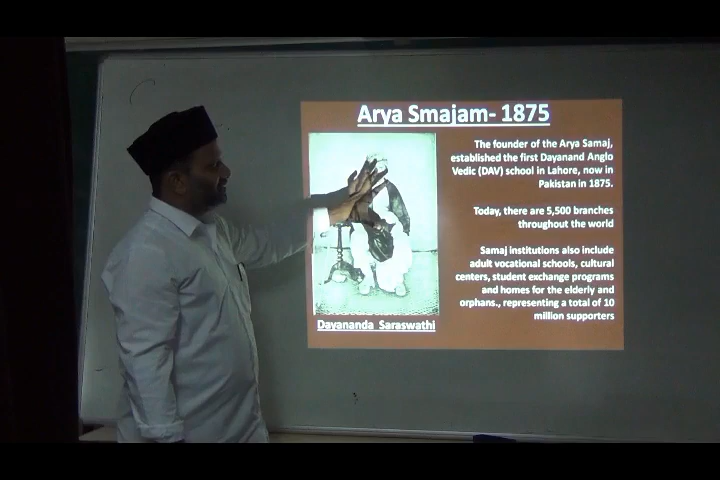 Arya Smajam- 1875
The founder of the Arya Samaj,
established the first Dayanand Anglo
Vedic (DAV) school in Lahore, now in
Pakistan in 1875.
Today, there are 5,500 branches
throughout the world
Samaj institutions also include
adult vocational schools, cultural
centers, student exchange programs
and homes for the elderly and
orphans., representing a total of 10
million supporters
Dayananda Saraswathi